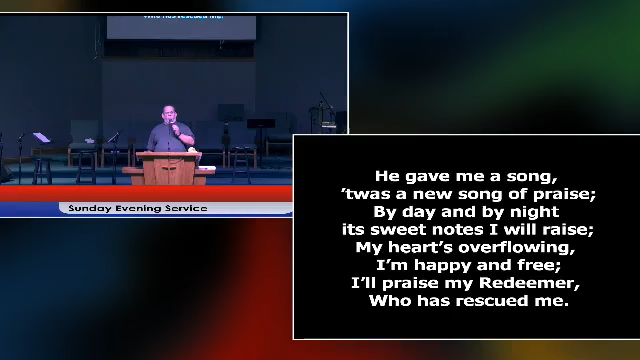 Who has rescued me.
Sunday Evening Service
He gave me a song,
’twas a new song of praise;
By day and by night
its sweet notes I will raise;
My heart’s overflowing,
I’m happy and free;
I’ll praise my Redeemer,
Who has rescued me.